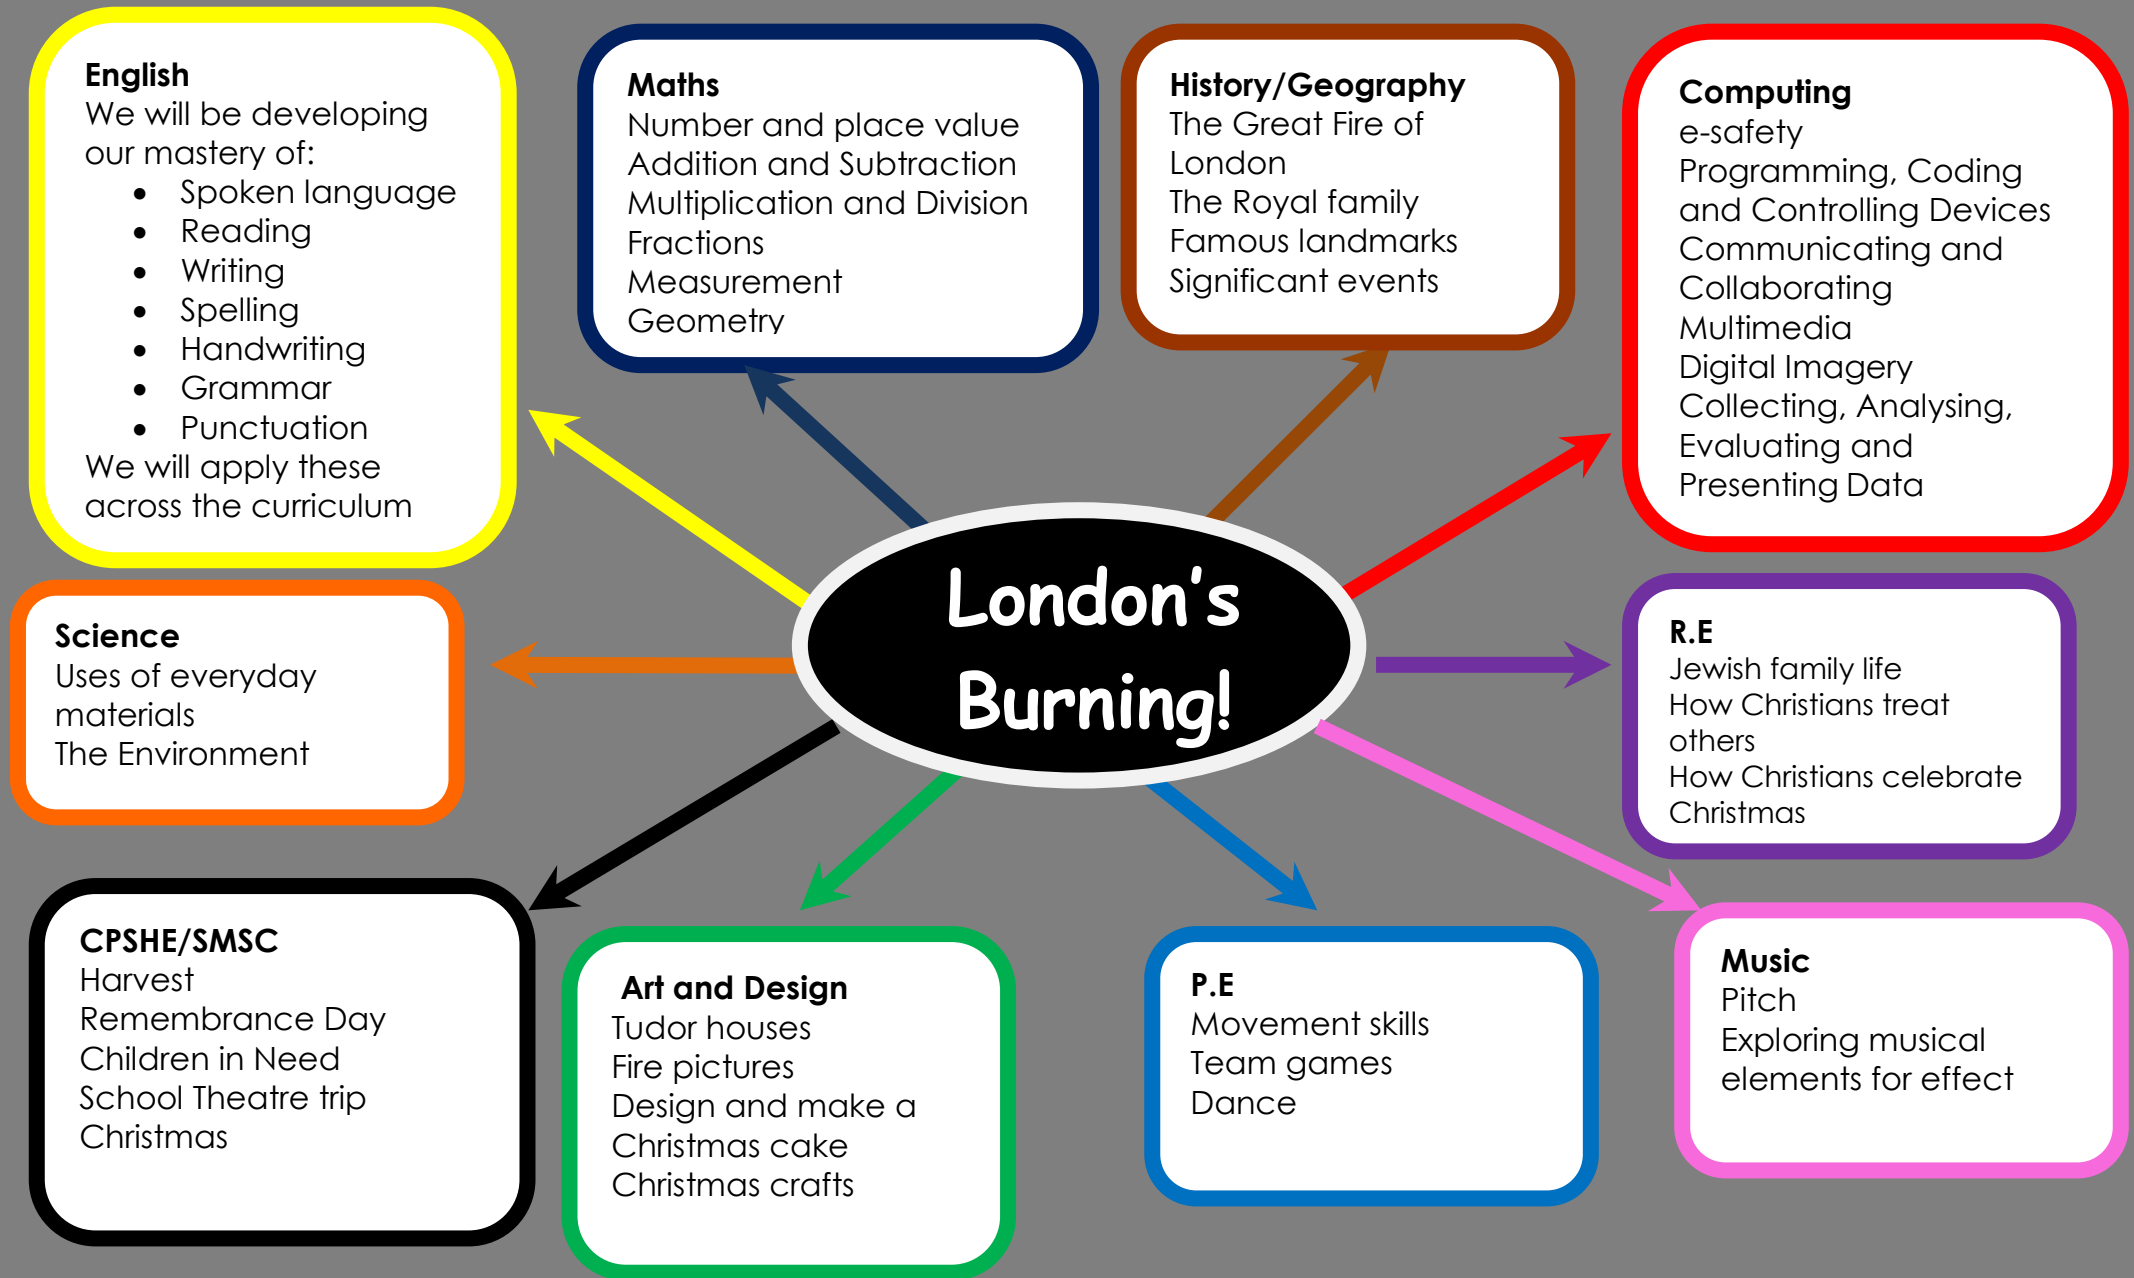 English
We will be developing
our mastery of:
• Spoken language
• Reading
• Writing
• Spelling
• Handwriting
• Grammar
• Punctuation
We will apply these
across the curriculum
Maths
Number and place value
Addition and Subtraction
Multiplication and Division
Fractions
Measurement
Geometry
History/Geography
The Great Fire of
London
The Royal family
Famous landmarks
Significant events
Computing
e-safety
Programming, Coding
and Controlling Devices
Communicating and
Collaborating
Multimedia
Digital Imagery
Collecting, Analysing,
Evaluating and
Presenting Data
London's
Burning!
Science
Uses of everyday
materials
The Environment
R.E
Jewish family life
How Christians treat
others
How Christians celebrate
Christmas
CPSHE/SMSC
Harvest
Remembrance Day
Children in Need
School Theatre trip
Christmas
Art and Design
Tudor houses
Fire pictures
Design and make a
Christmas cake
Christmas crafts
P.E
Movement skills
Team games
Dance
Music
Pitch
Exploring musical
elements for effect